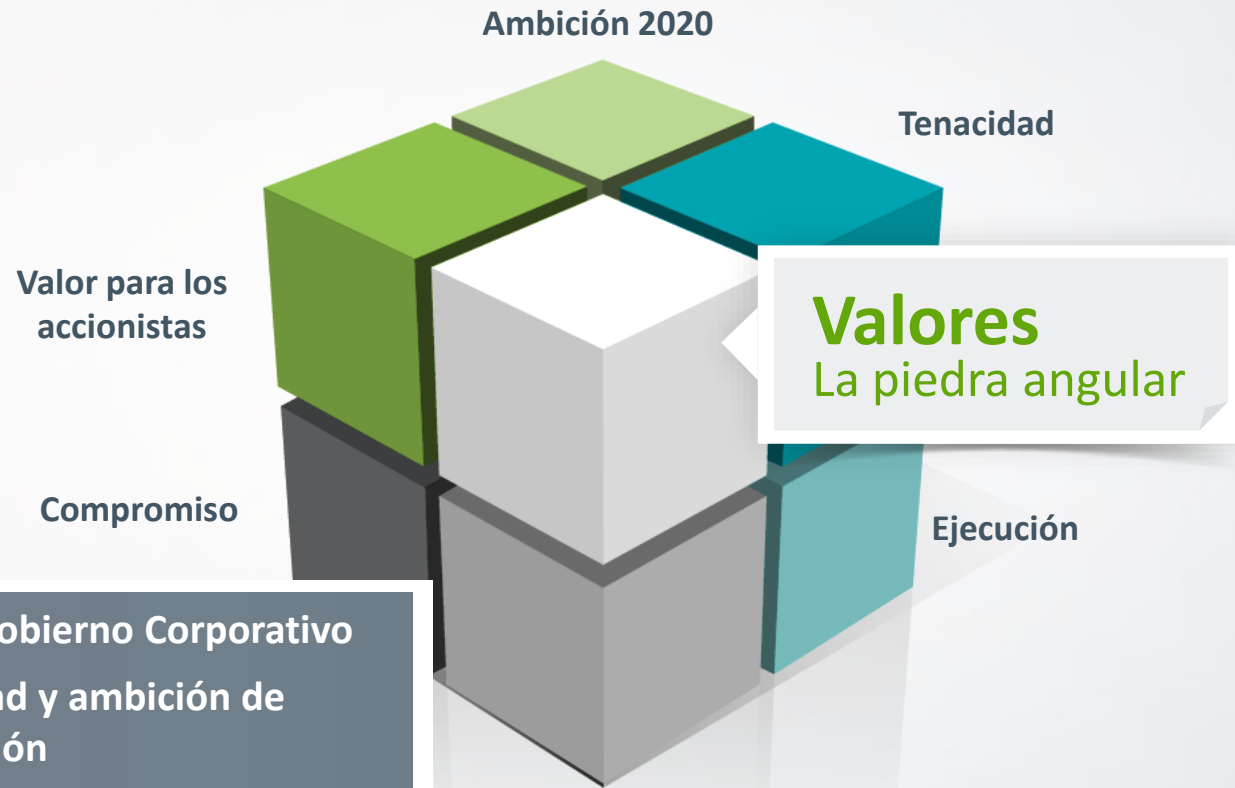 Ambición 2020
Tenacidad
Valor para los
accionistas
Valores
La piedra angular
Compromiso
Ejecución
obierno Corporativo
ad y ambición de
ón